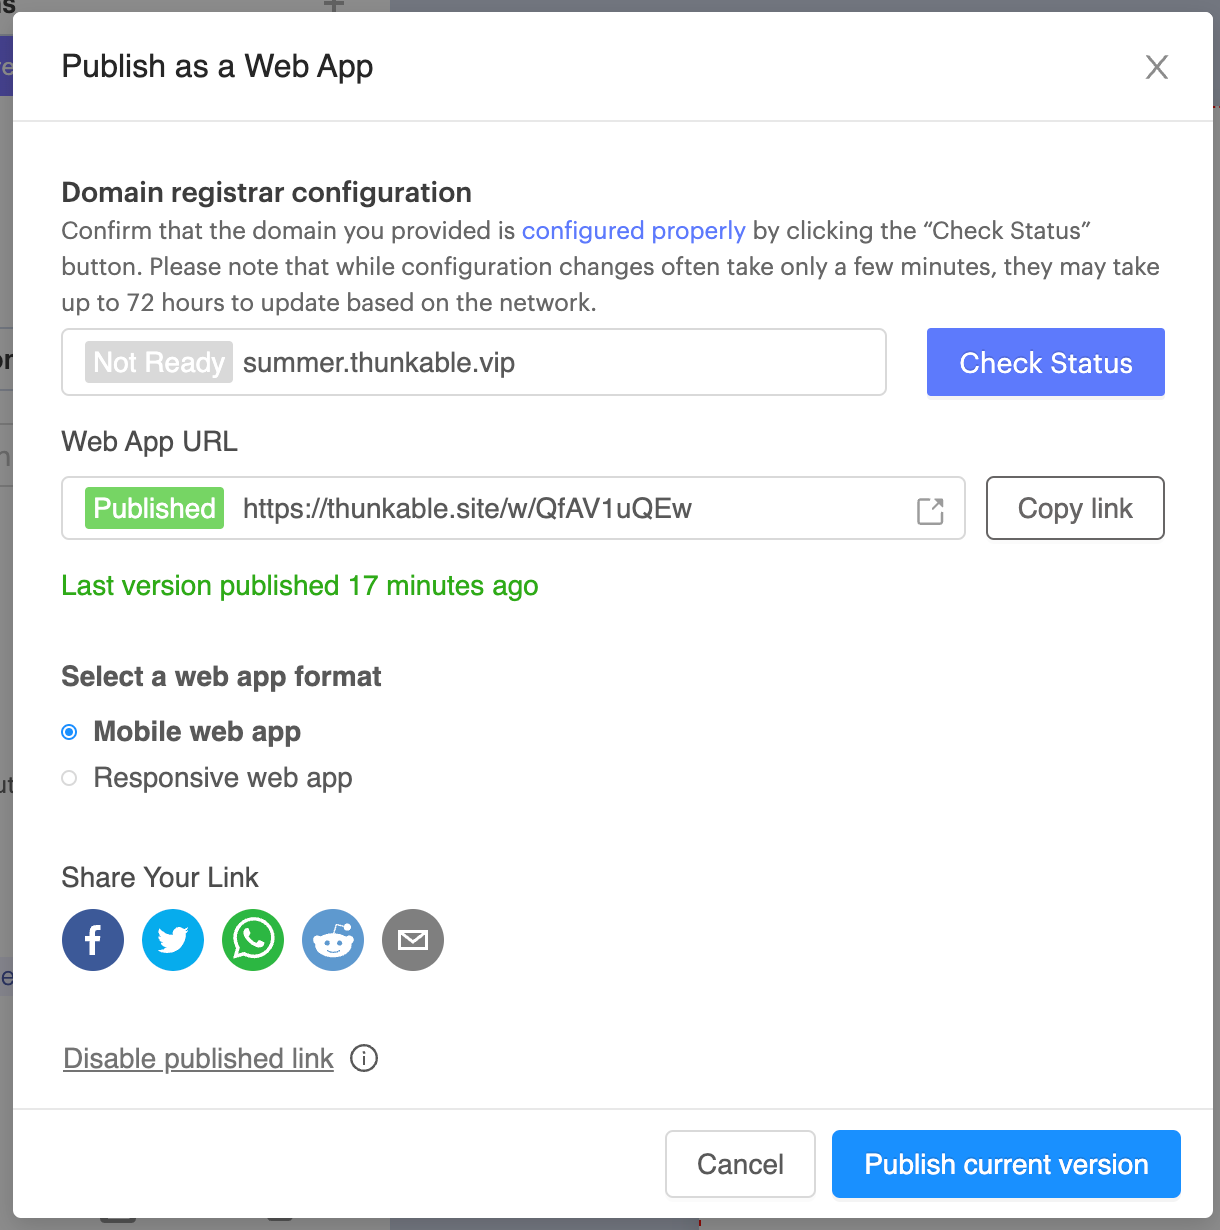 Publish as a Web App
Domain registrar configuration
Confirm that the domain you provided is configured properly by clicking the “Check Status”
button. Please note that while configuration changes often take only a few minutes, they may take
up to 72 hours to update based on the network.
Not Ready summer.thunkable.vip
Check Status
Web App URL
Published https://thunkable.site/w/QfAV1uQEw
Copy link
Last version published 17 minutes ago
Select a web app format
Mobile web app
Responsive web app
Share Your Link
Disable published link
Cancel
Publish current version